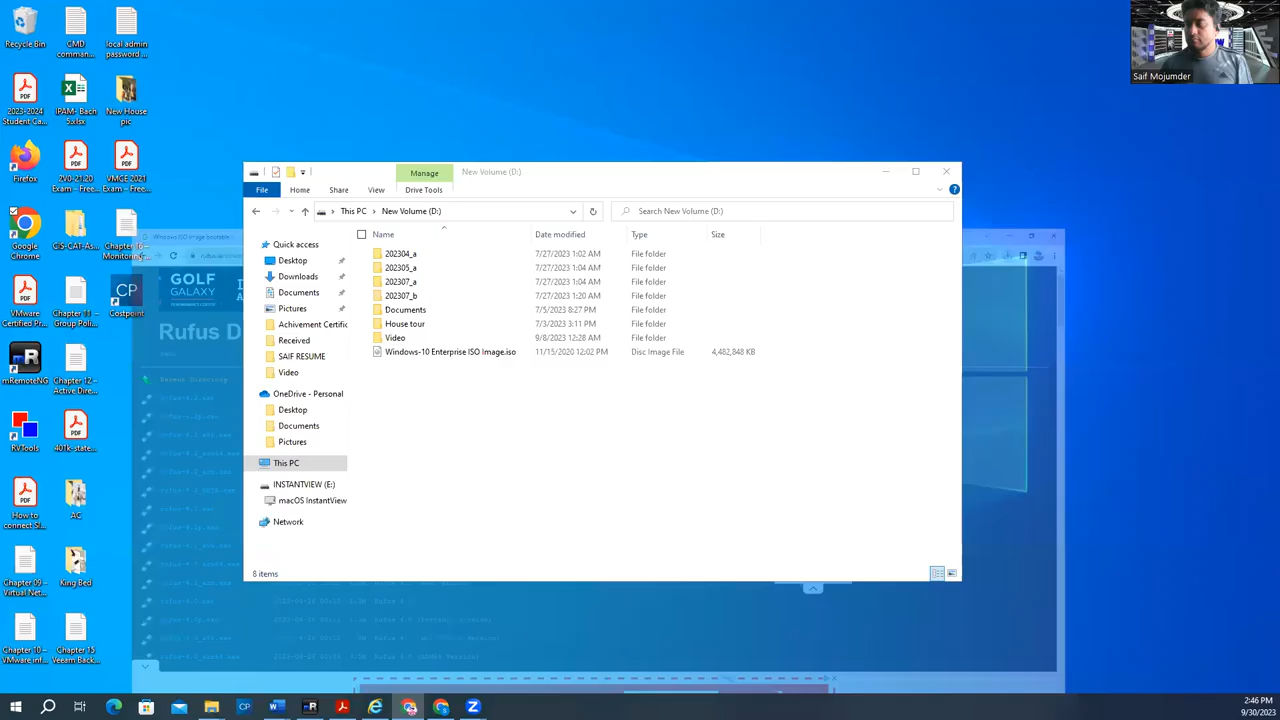 Recycle Bin
CMD comman...
local admin password ...
Saif Mojumder
2023-2024 Student Ca...
IPAM- Bach 5.xlsx
New House pic
Firefox
2V0-21.20 Exam – Free...
VMCE 2021 Exam – Free...
Google Chrome
CIS-CAT-As...
Chapter 16 – Monitoring...
VMware Certified Pr...
Chapter 11 – Group Poli...
Costpoint
mRemoteNG
Chapter 12 – Active Dire...
RVTools
401k-state...
How to connect SI...
AC
Chapter 09 – Virtual Net...
King Bed
Chapter 10 – VMware inf...
Chapter 15 Veeam Back...
Manage
New Volume (D:)
File
Home
Share
View
Drive Tools
This PC > New Volume (D:)
Search New Volume (D:)
Name
Date modified
Type
Size
202304_a 7/27/2023 1:02 AM File folder
202305_a 7/27/2023 1:04 AM File folder
202307_a 7/27/2023 1:04 AM File folder
202307_b 7/27/2023 1:20 AM File folder
Documents 7/5/2023 8:27 PM File folder
House tour 7/3/2023 3:11 PM File folder
Video 9/8/2023 12:28 AM File folder
Windows-10 Enterprise ISO Image.iso 11/15/2020 12:02 PM Disc Image File 4,482,848 KB
Quick access
Desktop
Downloads
Documents
Pictures
Achivement Certific
Received
SAIF RESUME
Video
OneDrive - Personal
Desktop
Documents
Pictures
This PC
INSTANTVIEW (E:)
macOS InstantView
Network
8 items
GOLF GALAXY
Rufus D
2:46 PM
9/30/2023